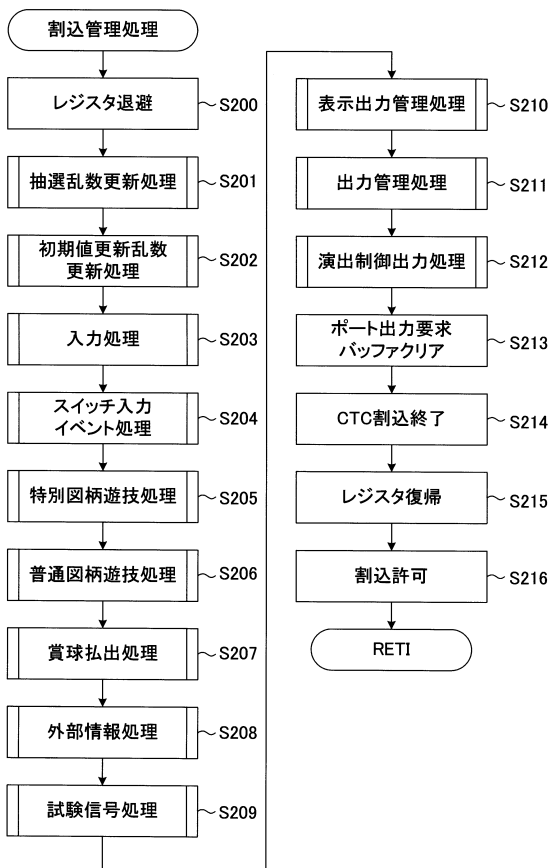 割込管理処理
レジスタ退避
S200
抽選乱数更新処理
S201
初期値更新乱数
更新処理
S202
入力処理
S203
スイッチ入力
イベント処理
S204
特別図柄遊技処理
S205
普通図柄遊技処理
S206
賞球払出処理
S207
外部情報処理
S208
試験信号処理
S209
表示出力管理処理
S210
出力管理処理
S211
演出制御出力処理
S212
ポート出力要求
バッファクリア
S213
CTC割込終了
S214
レジスタ復帰
S215
割込許可
S216
RETI